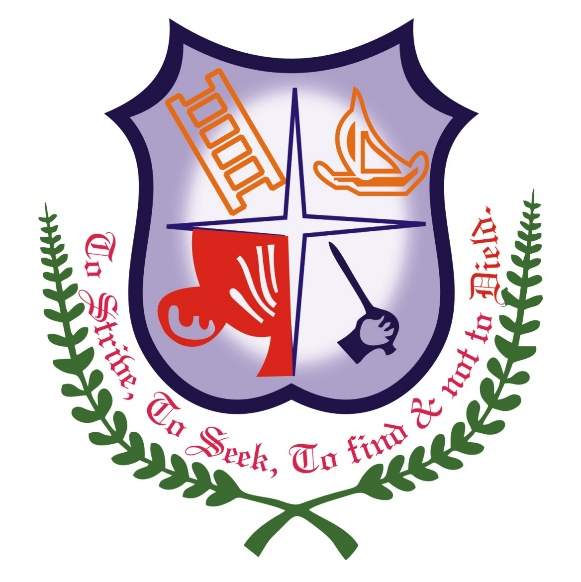 To Strive, To Seek, To find & not to Yield.